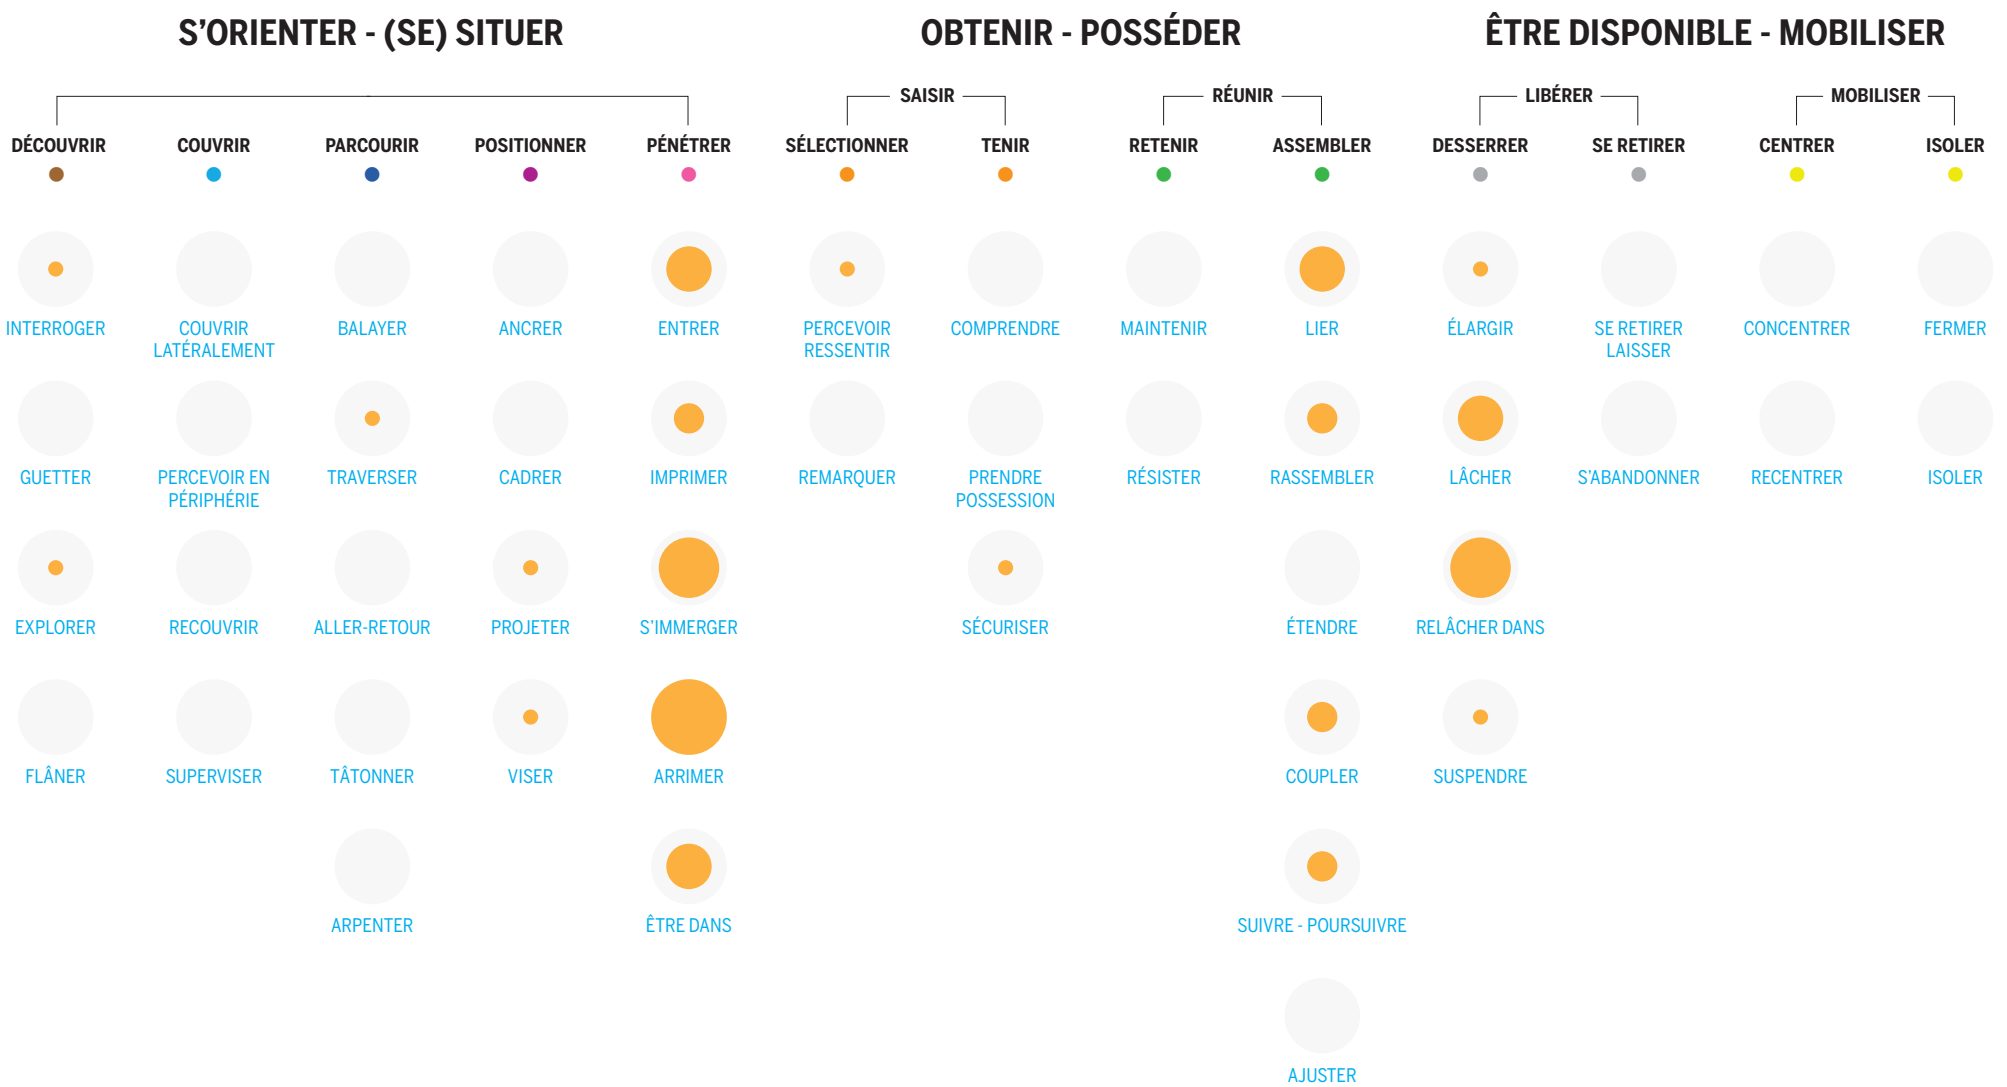 S’ORIENTER - (SE) SITUER
OBTENIR - POSSÉDER
ÊTRE DISPONIBLE - MOBILISER
SAISIR
RÉUNIR
LIBÉRER
MOBILISER
DÉCOUVRIR
COUVRIR
PARCOURIR
POSITIONNER
PÉNÉTRER
SÉLECTIONNER
TENIR
RETENIR
ASSEMBLER
DESSERRER
SE RETIRER
CENTRER
ISOLER
INTERROGER
COUVRIR
LATÉRALEMENT
BALAYER
ANCRER
ENTRER
PERCEVOIR
RESSENTIR
COMPRENDRE
MAINTENIR
LIER
ÉLARGIR
SE RETIRER
LAISSER
CONCENTRER
FERMER
GUETTER
PERCEVOIR EN
PÉRIPHÉRIE
TRAVERSER
CADRER
IMPRIMER
REMARQUER
PRENDRE
POSSESSION
RÉSISTER
RASSEMBLER
LÂCHER
S’ABANDONNER
RECENTRER
ISOLER
EXPLORER
RECOUVRIR
ALLER-RETOUR
PROJETER
S’IMMERGER
SÉCURISER
ÉTENDRE
RELÂCHER DANS
FLÂNER
SUPERVISER
TÂTONNER
VISER
ARRIMER
COUPLER
SUSPENDRE
ARPENTER
ÊTRE DANS
SUIVRE - POURSUIVRE
AJUSTER